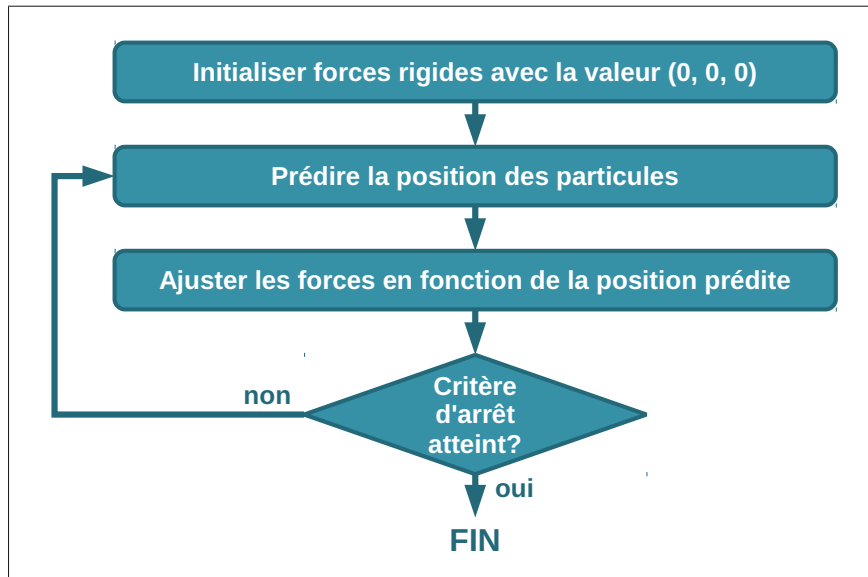 Initialiser forces rigides avec la valeur (0, 0, 0)
Prédire la position des particules
Ajuster les forces en fonction de la position prédite
Critère
d'arrêt
atteint?
non
oui
FIN